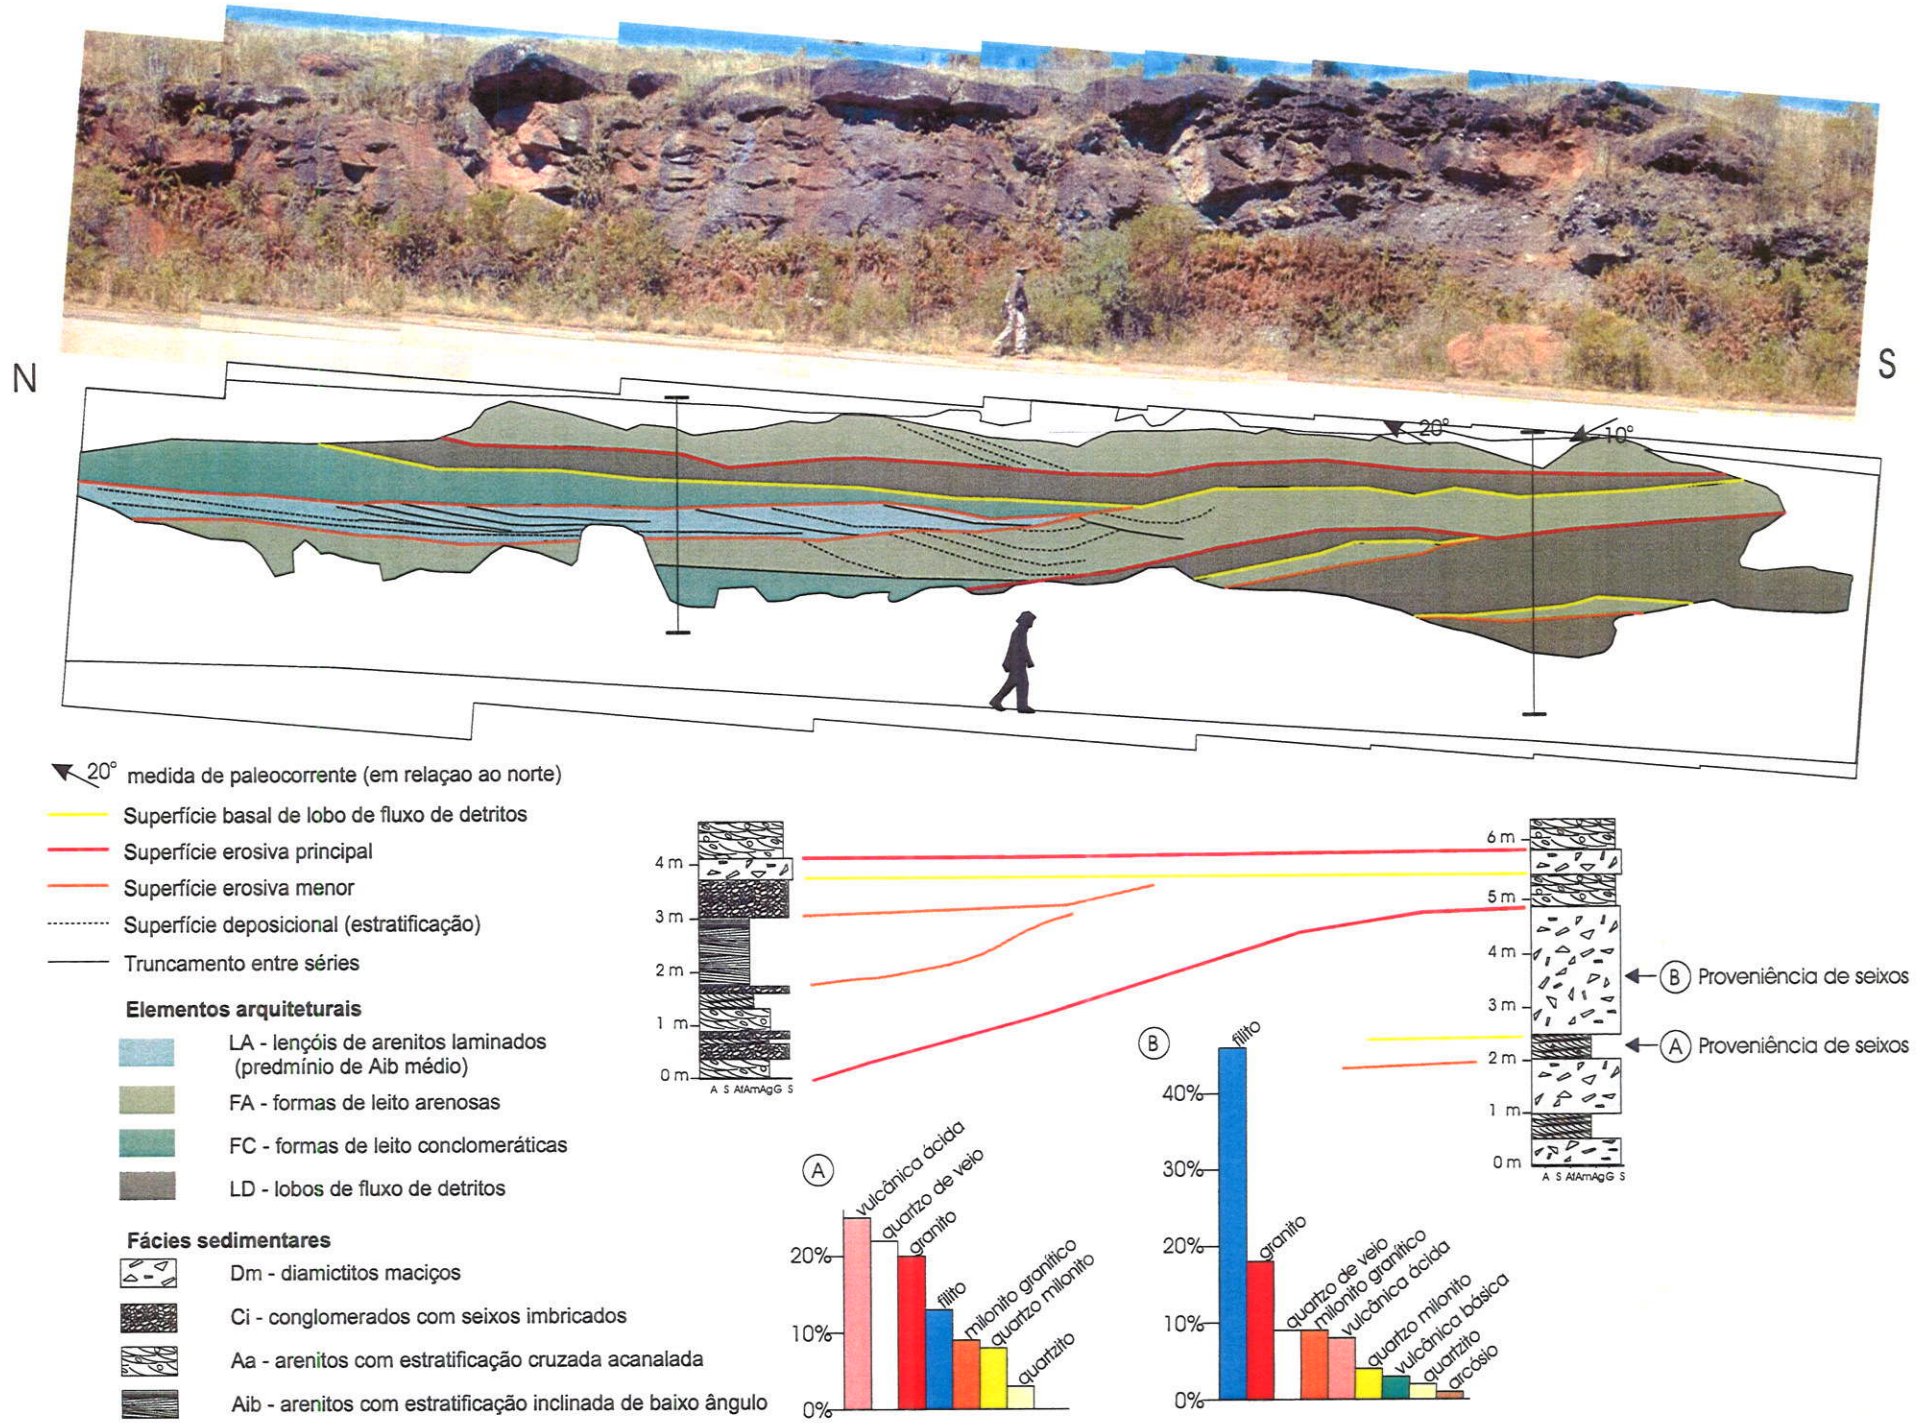 N
S
20°
10°
20° medida de paleocorrente (em relaçao ao norte)
Superfície basal de lobo de fluxo de detritos
Superfície erosiva principal
Superfície erosiva menor
Superfície deposicional (estratificação)
Truncamento entre séries
Elementos arquiteturais
LA - lençóis de arenitos laminados
(predmínio de Aib médio)
FA - formas de leito arenosas
FC - formas de leito conclomeráticas
LD - lobos de fluxo de detritos
Fácies sedimentares
Dm - diamictitos maciços
Ci - conglomerados com seixos imbricados
Aa - arenitos com estratificação cruzada acanalada
Aib - arenitos com estratificação inclinada de baixo ângulo
4 m
3 m
2 m
1 m
0 m
A S AfAmAgG S
6 m
5 m
4 m
3 m
2 m
1 m
0 m
A S AfAmAgG S
B Proveniência de seixos
A Proveniência de seixos
A
20%
10%
0%
vulcânica ácida
quartzo de veio
granito
filito
milonito granítico
quartzo milonito
quartzito
B
40%
30%
20%
10%
0%
filito
granito
quartzo de veio
milonito granítico
vulcânica ácida
quartzo milonito
vulcânica básica
quartzito
arcósio